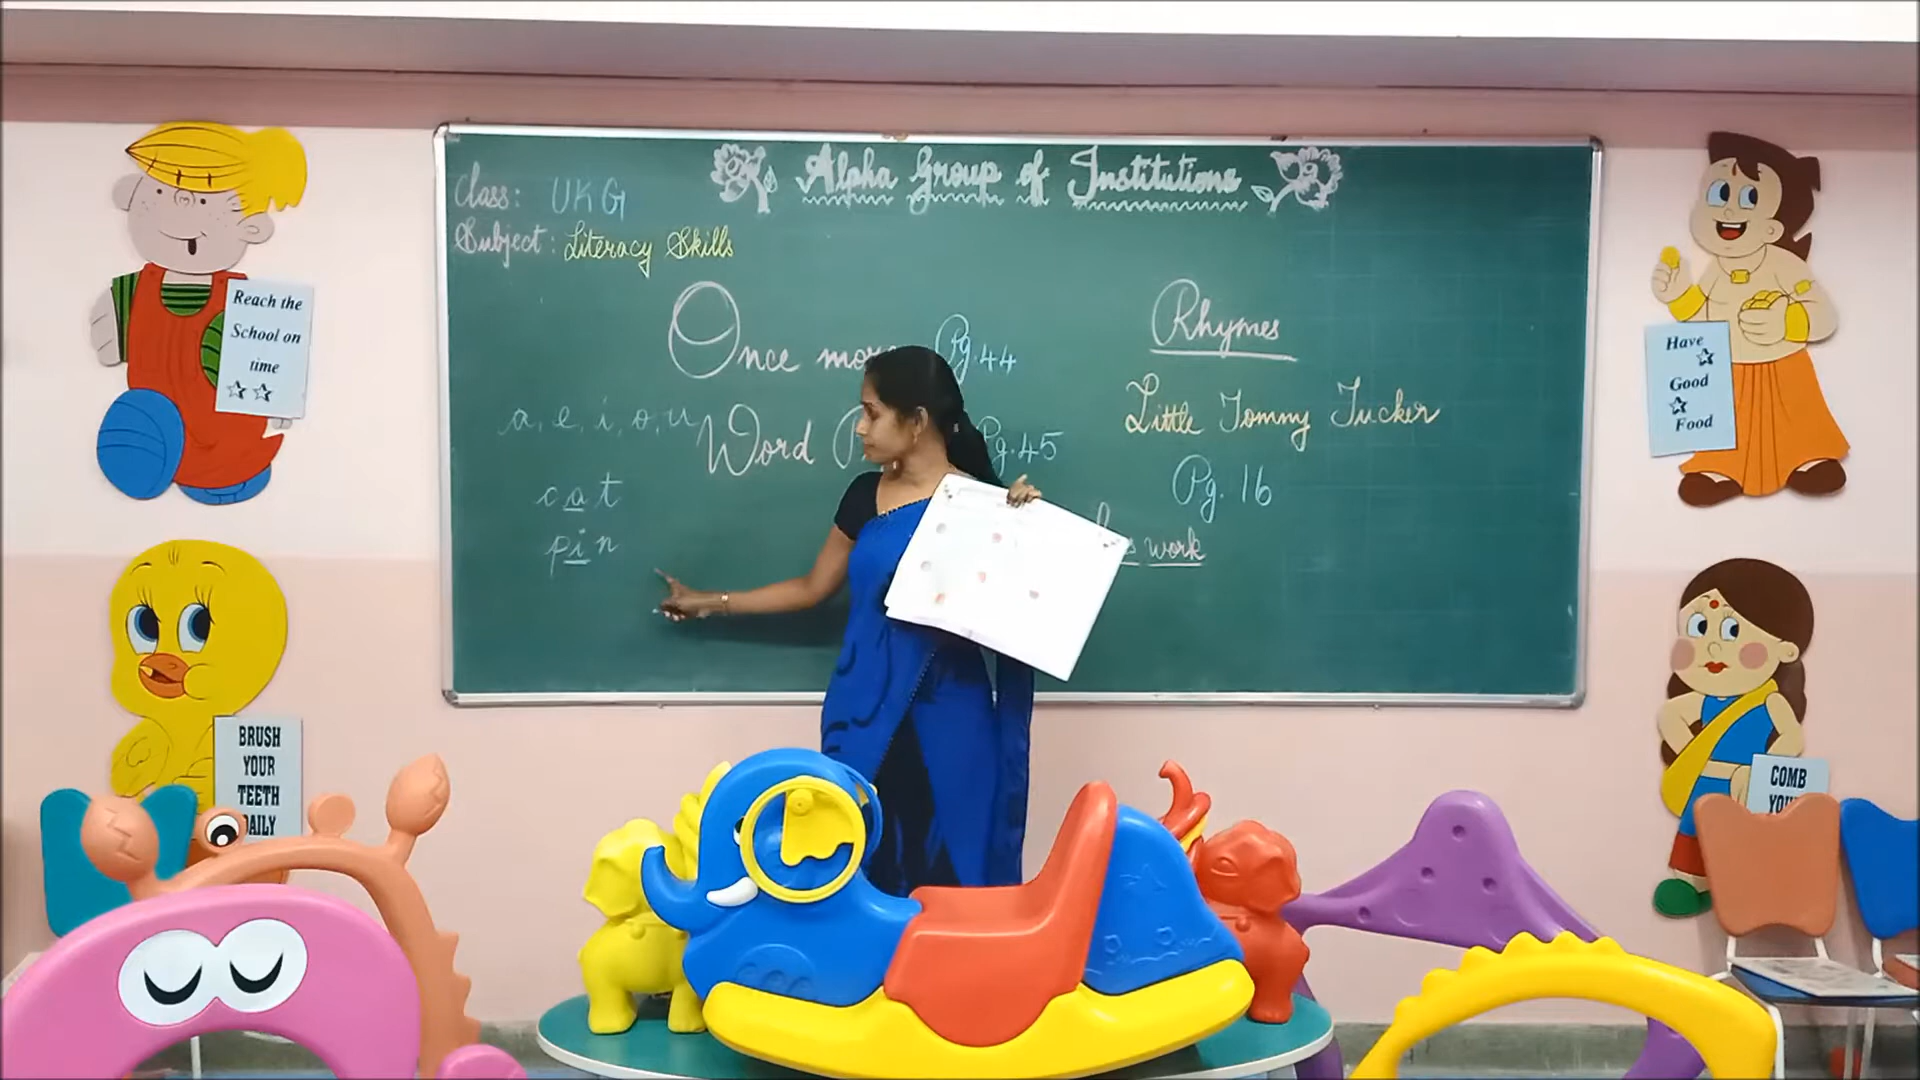 Alpha Group of Institutions
Class: UKG
Subject: Literacy Skills
Once more Pg.44
a, e, i, o, u
Word Pg.45
cat
pin
Rhymes
Little Tommy Tucker
Pg. 16
work
Reach the
School on
time
BRUSH
YOUR
TEETH
DAILY
Have
Good
Food
COMB